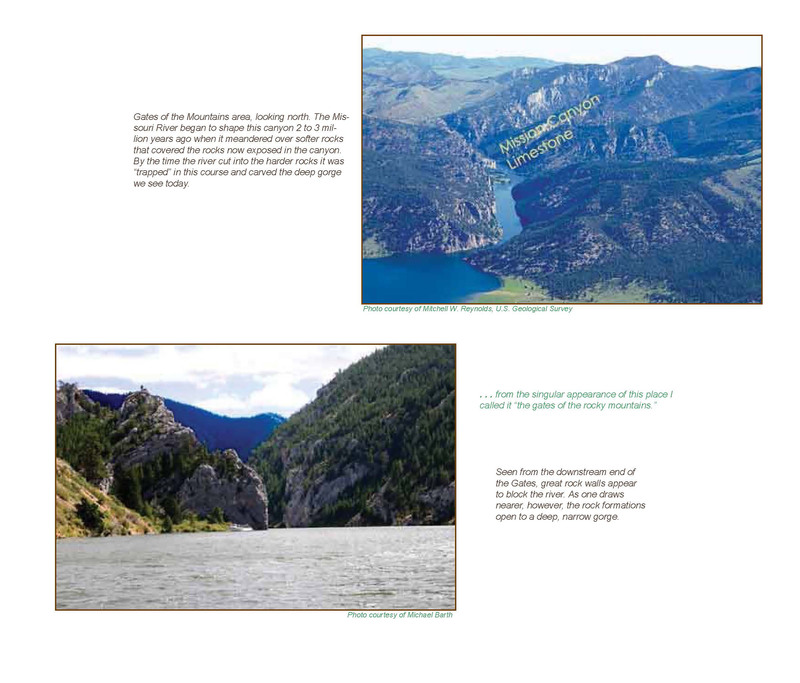 Gates of the Mountains area, looking north. The Mis-
souri River began to shape this canyon 2 to 3 mil-
lion years ago when it meandered over softer rocks
that covered the rocks now exposed in the canyon.
By the time the river cut into the harder rocks it was
“trapped” in this course and carved the deep gorge
we see today.
Mission Canyon
Limestone
Photo courtesy of Mitchell W. Reynolds, U.S. Geological Survey
. . . from the singular appearance of this place I
called it “the gates of the rocky mountains.”
Seen from the downstream end of
the Gates, great rock walls appear
to block the river. As one draws
nearer, however, the rock formations
open to a deep, narrow gorge.
Photo courtesy of Michael Barth